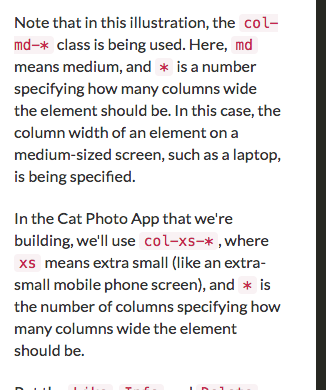 Note that in this illustration, the col-
md-* class is being used. Here, md
means medium, and * is a number
specifying how many columns wide
the element should be. In this case, the
column width of an element on a
medium-sized screen, such as a laptop,
is being specified.
In the Cat Photo App that we're
building, we'll use col-xs-*, where
xs means extra small (like an extra-
small mobile phone screen), and * is
the number of columns specifying how
many columns wide the element
should be.